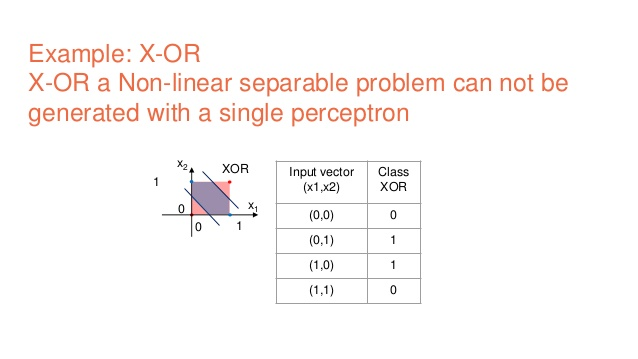 Example: X-OR
X-OR a Non-linear separable problem can not be
generated with a single perceptron
x2
XOR
1
x1
0
0
1
Input vector
(x1,x2)
Class
XOR
(0,0) 0
(0,1) 1
(1,0) 1
(1,1) 0